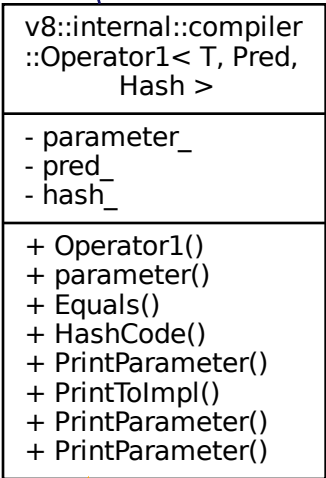 v8::internal::compiler
::Operator1< T, Pred,
Hash >
- parameter_
- pred_
- hash_
+ Operator1()
+ parameter()
+ Equals()
+ HashCode()
+ PrintParameter()
+ PrintToImpl()
+ PrintParameter()
+ PrintParameter()